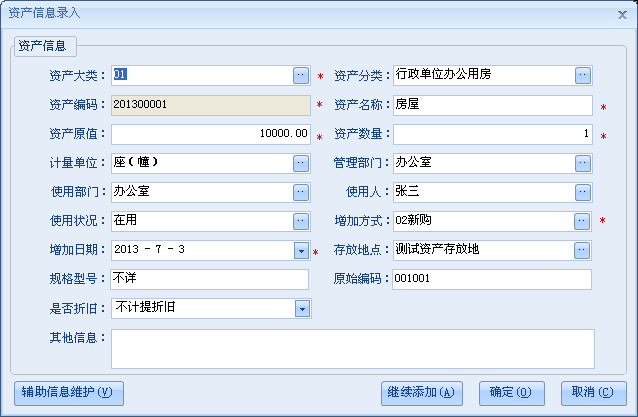 资产信息录入
资产信息
资产大类： 01 * 资产分类： 行政单位办公用房
资产编码： 201300001 * 资产名称： 房屋 *
资产原值： 10000.00 * 资产数量： 1 *
计量单位： 座（幢） 管理部门： 办公室
使用部门： 办公室 使用人： 张三
使用状况： 在用 增加方式： 02新购 *
增加日期： 2013 - 7 - 3 * 存放地点： 测试资产存放地
规格型号： 不详 原始编码： 001001
是否折旧： 不计提折旧
其他信息：
辅助信息维护(V) 继续添加(A) 确定(O) 取消(C)